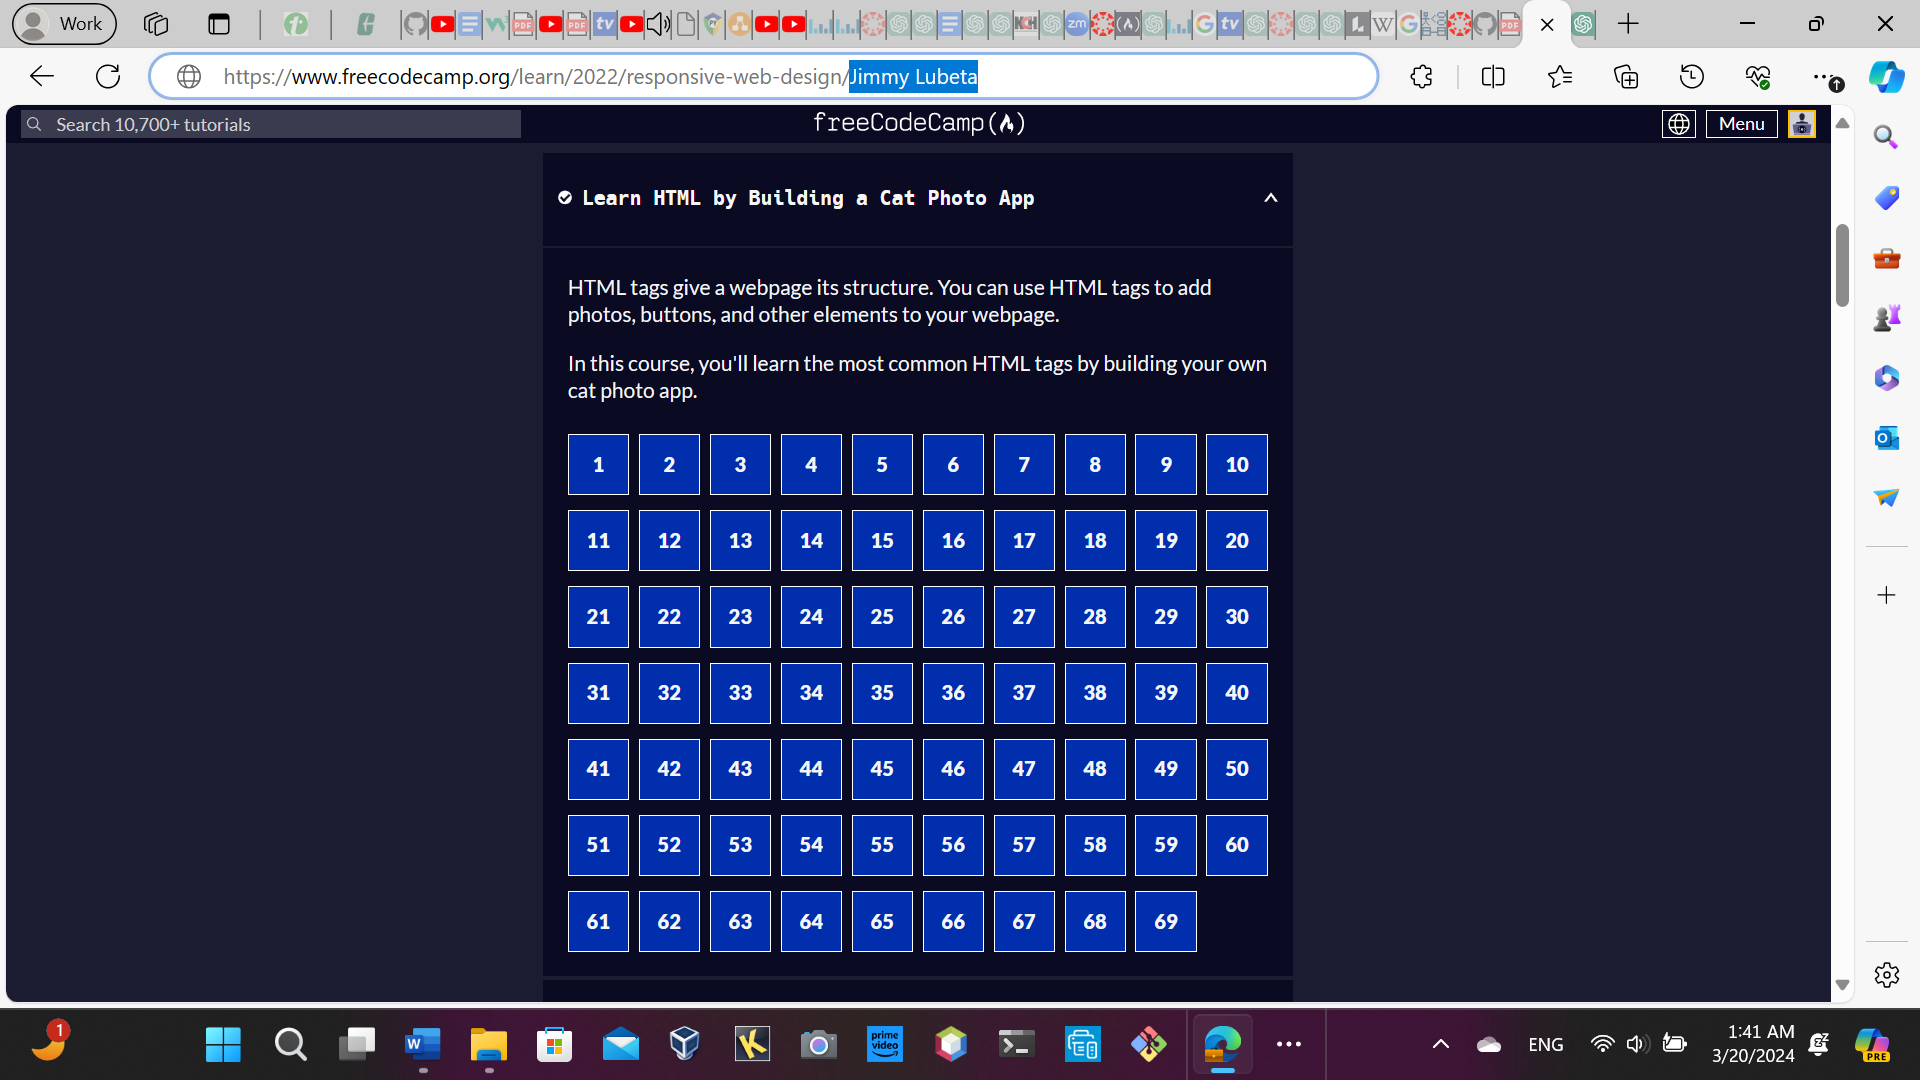 Work
https://www.freecodecamp.org/learn/2022/responsive-web-design/Jimmy Lubeta
Search 10,700+ tutorials
freeCodeCamp
Menu
Learn HTML by Building a Cat Photo App
HTML tags give a webpage its structure. You can use HTML tags to add
photos, buttons, and other elements to your webpage.
In this course, you'll learn the most common HTML tags by building your own
cat photo app.
1 2 3 4 5 6 7 8 9 10
11 12 13 14 15 16 17 18 19 20
21 22 23 24 25 26 27 28 29 30
31 32 33 34 35 36 37 38 39 40
41 42 43 44 45 46 47 48 49 50
51 52 53 54 55 56 57 58 59 60
61 62 63 64 65 66 67 68 69
1
prime video
ENG
1:41 AM
3/20/2024
PRE